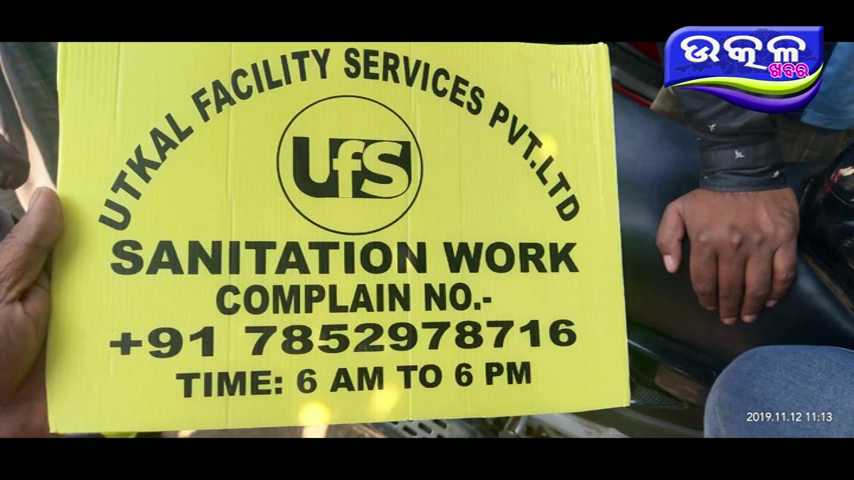 UTKAL FACILITY SERVICES PVT.LTD
UfS
SANITATION WORK
COMPLAIN NO.-
+91 7852978716
TIME: 6 AM TO 6 PM
ଉତ୍କଳ
ଖବର
2019.11.12 11:13